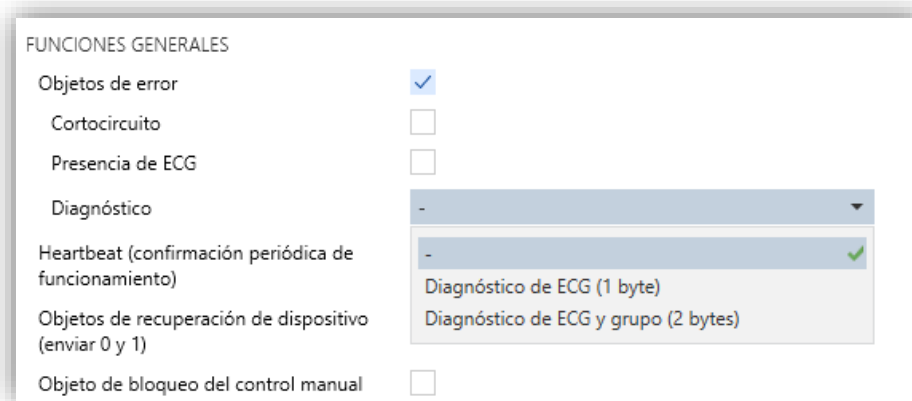 FUNCIONES GENERALES
Objetos de error
Cortocircuito
Presencia de ECG
Diagnóstico
-
Heartbeat (confirmación periódica de
funcionamiento)
-
Diagnóstico de ECG (1 byte)
Diagnóstico de ECG y grupo (2 bytes)
Objetos de recuperación de dispositivo
(enviar 0 y 1)
Objeto de bloqueo del control manual